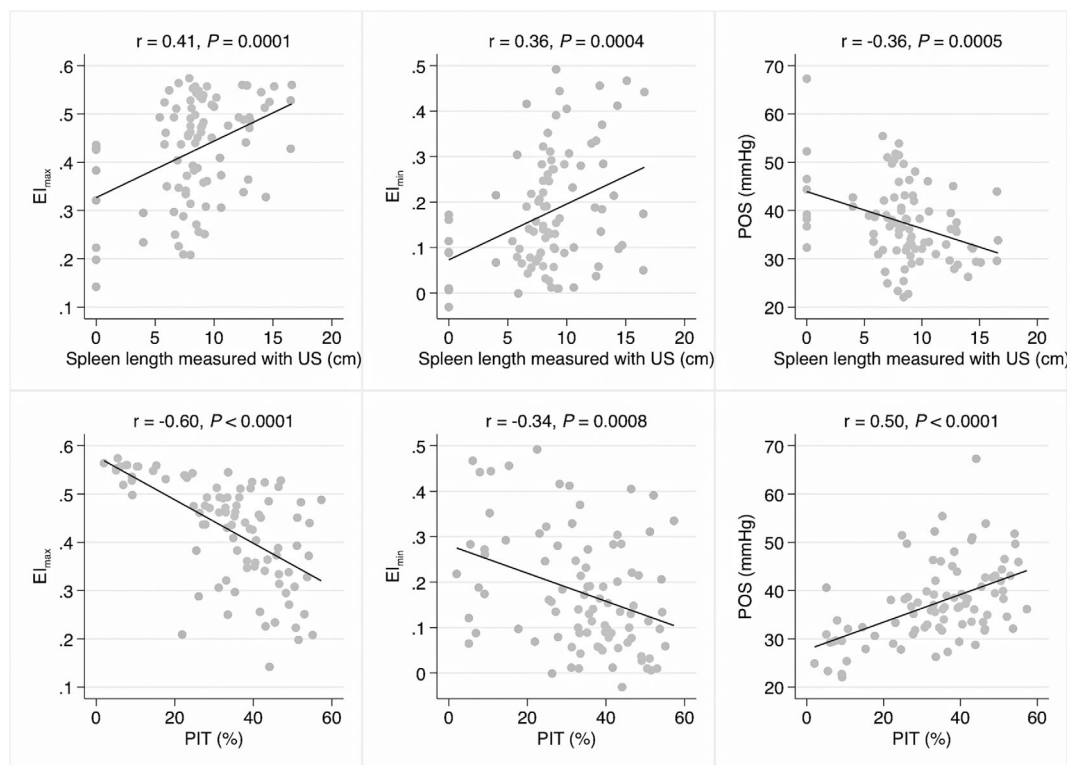 r = 0.41, P = 0.0001
.6
.5
.4
.3
.2
.1
EImax
0 5 10 15 20
Spleen length measured with US (cm)
r = 0.36, P = 0.0004
.5
.4
.3
.2
.1
0
EImin
0 5 10 15 20
Spleen length measured with US (cm)
r = -0.36, P = 0.0005
70
60
50
40
30
20
POS (mmHg)
0 5 10 15 20
Spleen length measured with US (cm)
r = -0.60, P < 0.0001
.6
.5
.4
.3
.2
.1
EImax
0 20 40 60
PIT (%)
r = -0.34, P = 0.0008
.5
.4
.3
.2
.1
0
EImin
0 20 40 60
PIT (%)
r = 0.50, P < 0.0001
70
60
50
40
30
20
POS (mmHg)
0 20 40 60
PIT (%)